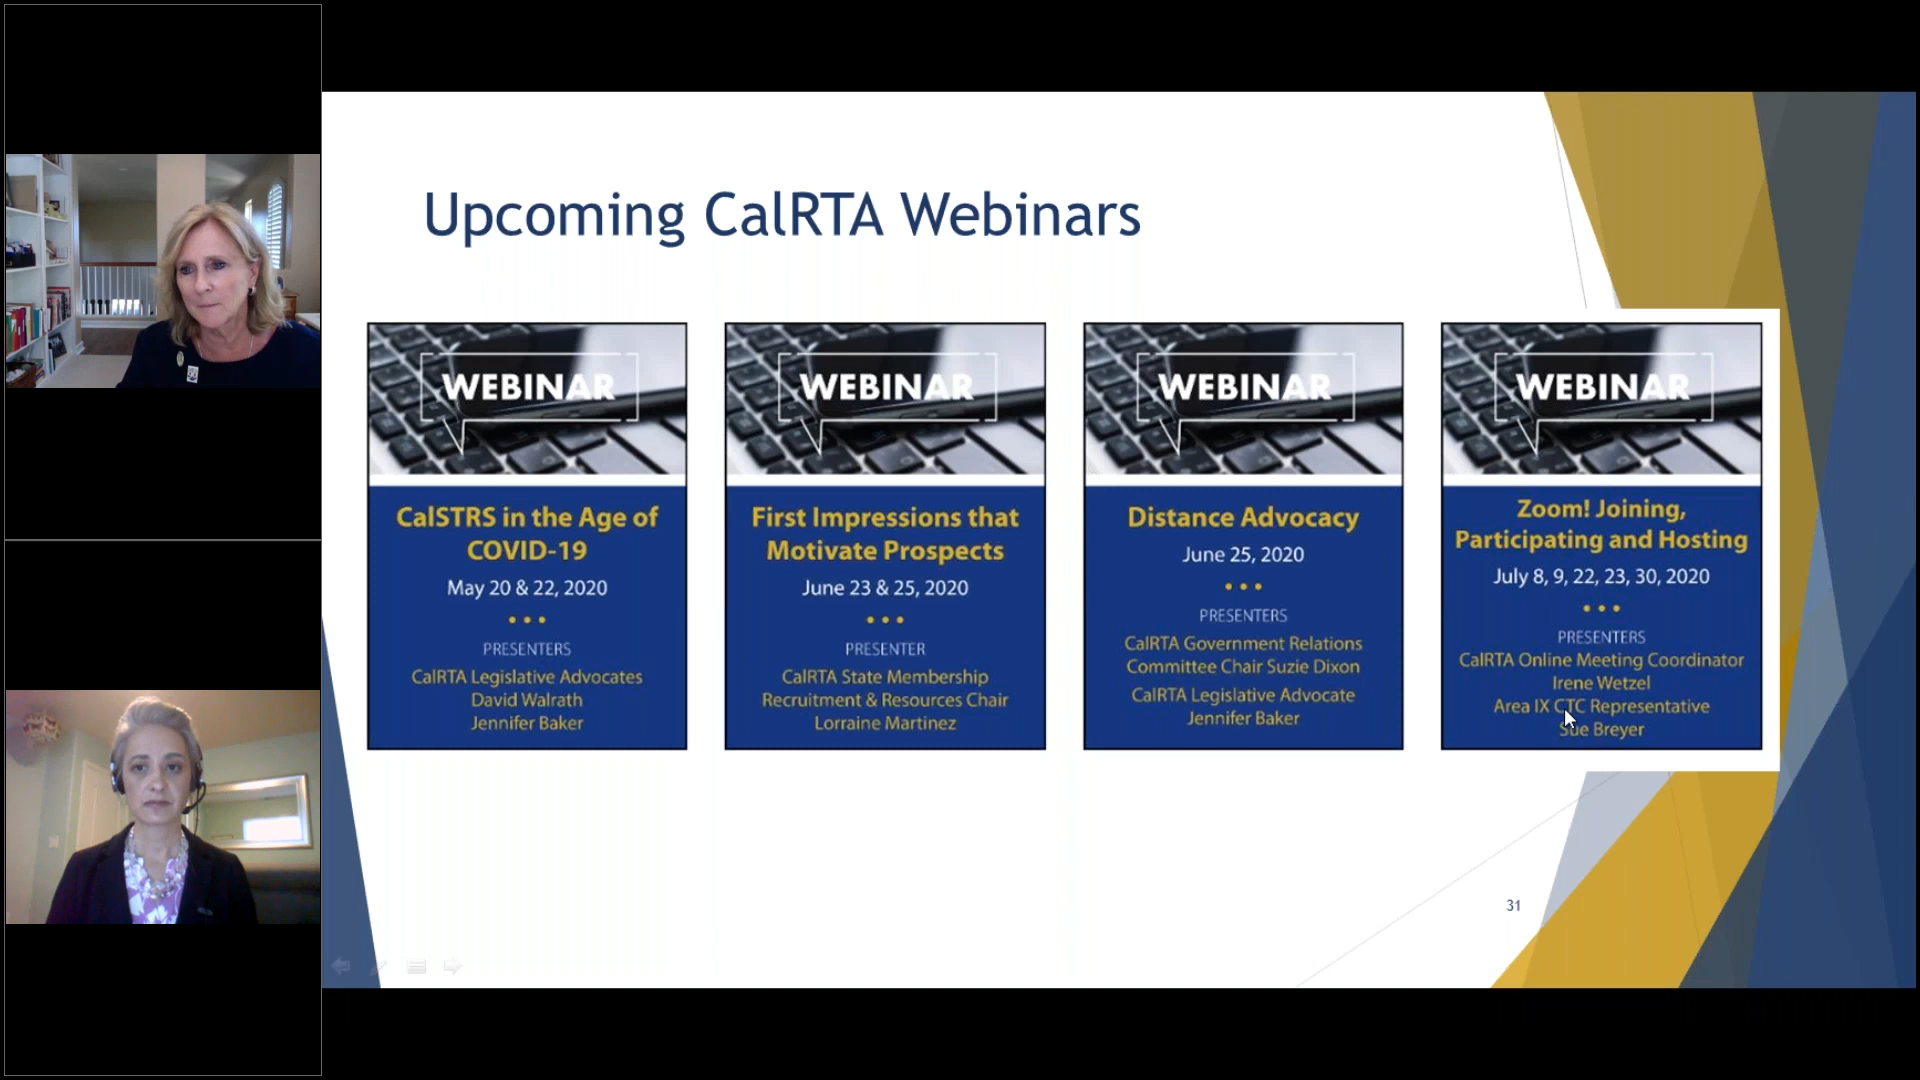 Upcoming CalRTA Webinars
WEBINAR
CalSTRS in the Age of
COVID-19
May 20 & 22, 2020
PRESENTERS
CalRTA Legislative Advocates
David Walrath
Jennifer Baker
WEBINAR
First Impressions that
Motivate Prospects
June 23 & 25, 2020
PRESENTER
CalRTA State Membership
Recruitment & Resources Chair
Lorraine Martinez
WEBINAR
Distance Advocacy
June 25, 2020
PRESENTERS
CalRTA Government Relations
Committee Chair Suzie Dixon
CalRTA Legislative Advocate
Jennifer Baker
WEBINAR
Zoom! Joining,
Participating and Hosting
July 8, 9, 22, 23, 30, 2020
PRESENTERS
CalRTA Online Meeting Coordinator
Irene Wetzel
Area IX CTC Representative
Sue Breyer
31